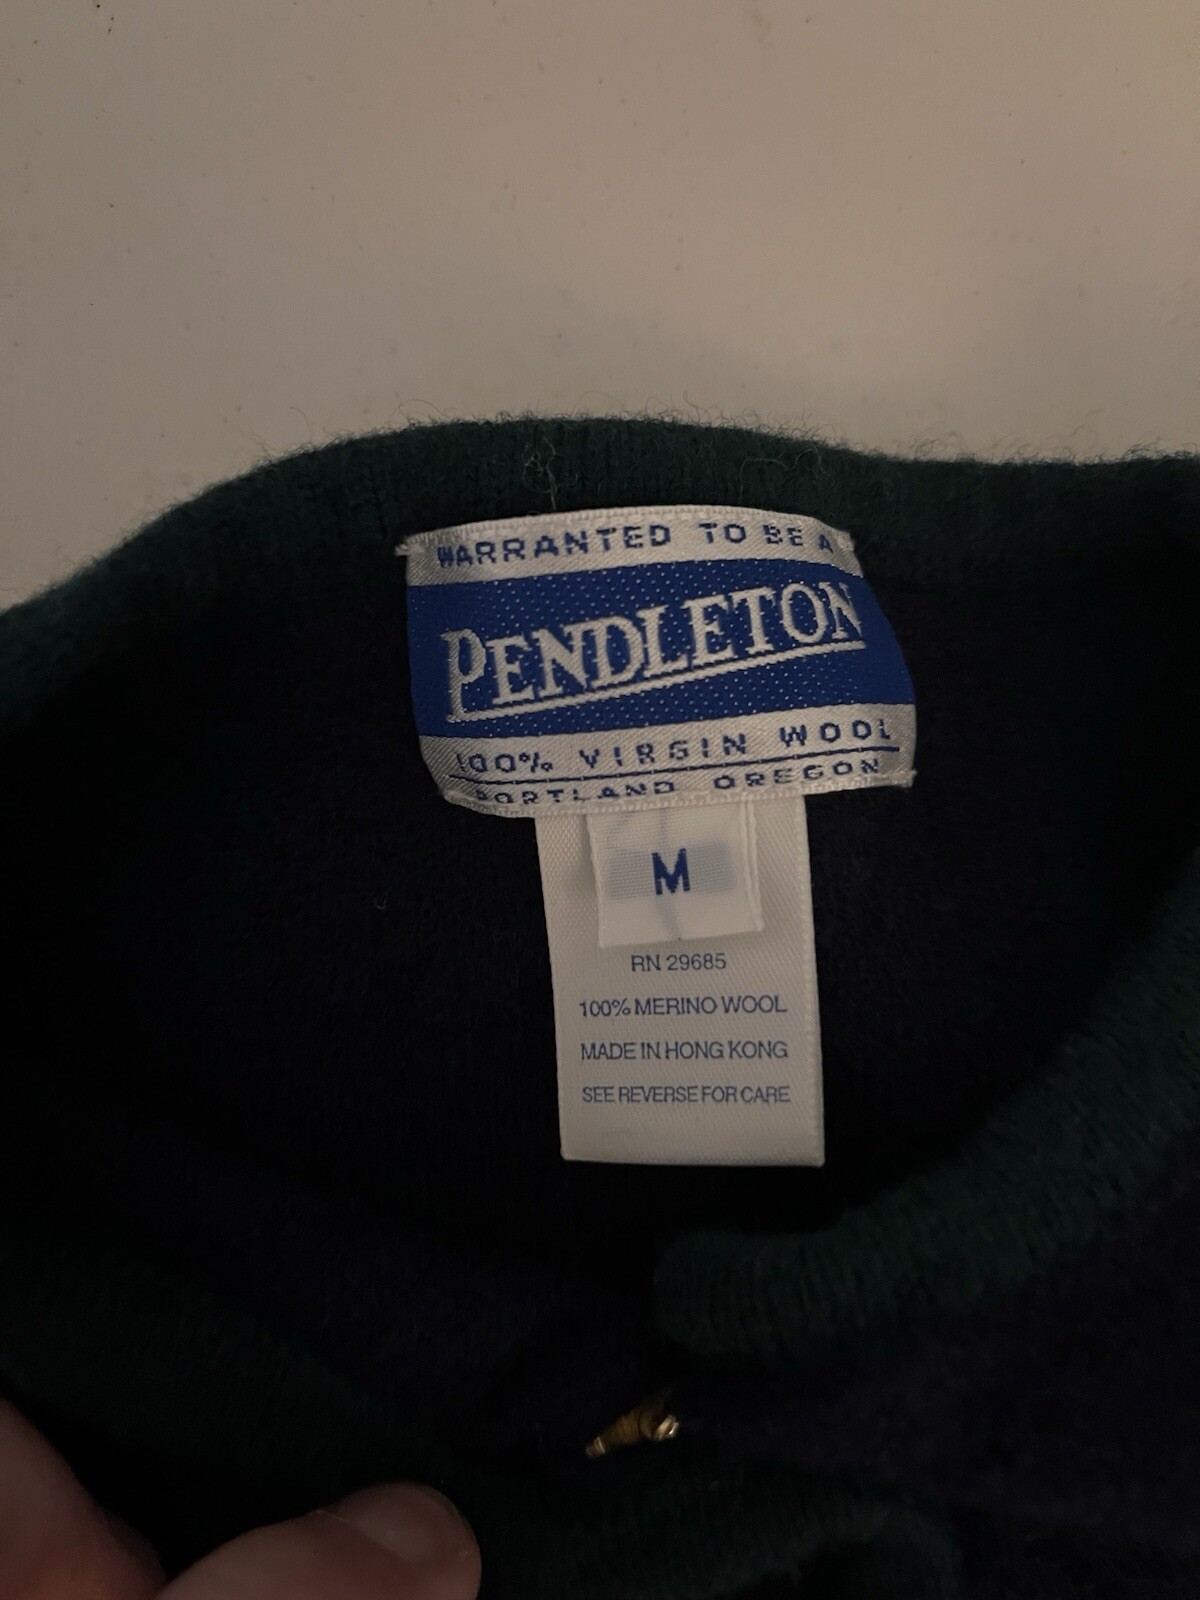 WARRANTED TO BE A
PENDLETON
100% VIRGIN WOOL
PORTLAND OREGON
M
RN 29685
100% MERINO WOOL
MADE IN HONG KONG
SEE REVERSE FOR CARE